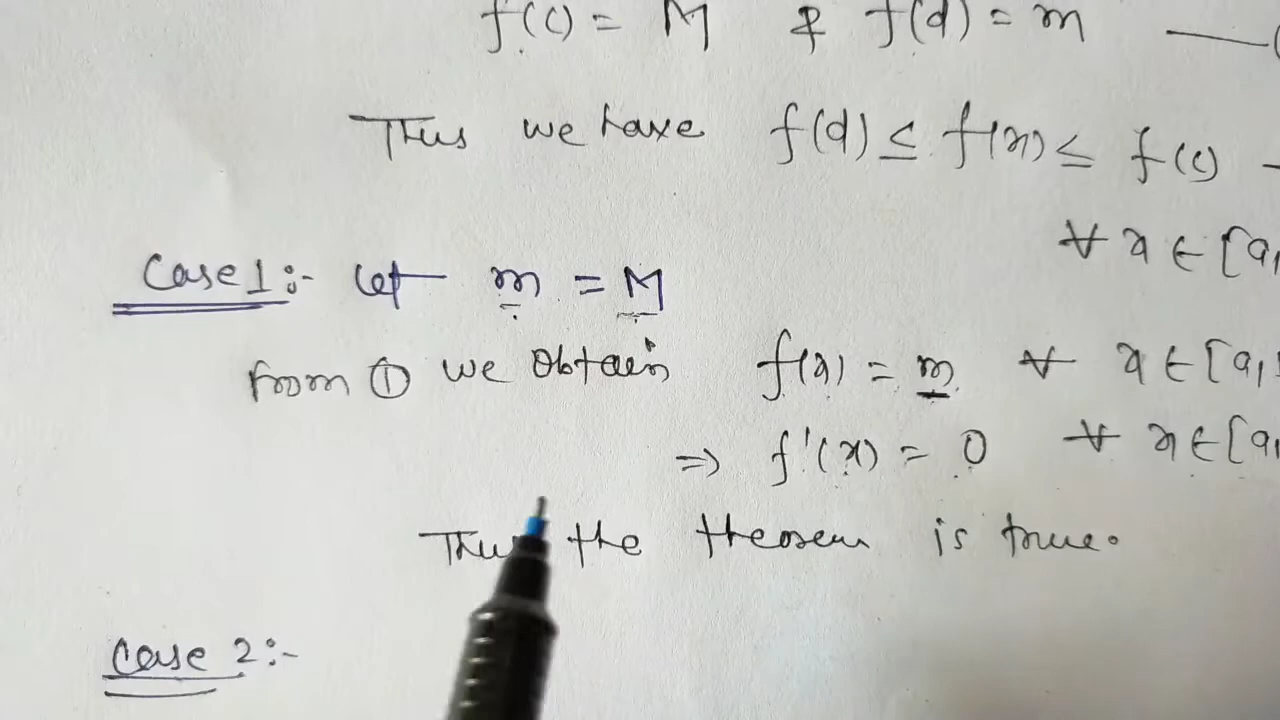 f(c) = M & f(d) = m —(
Thus we have f(d) ≤ f(x) ≤ f(c) -
∀ x ∈ [a,
Case 1:- Let m = M
from ① we obtain f(x) = m ∀ x ∈ [a,
⇒ f'(x) = 0 ∀ x ∈ [a,
Thus the theorem is true.
Case 2:-